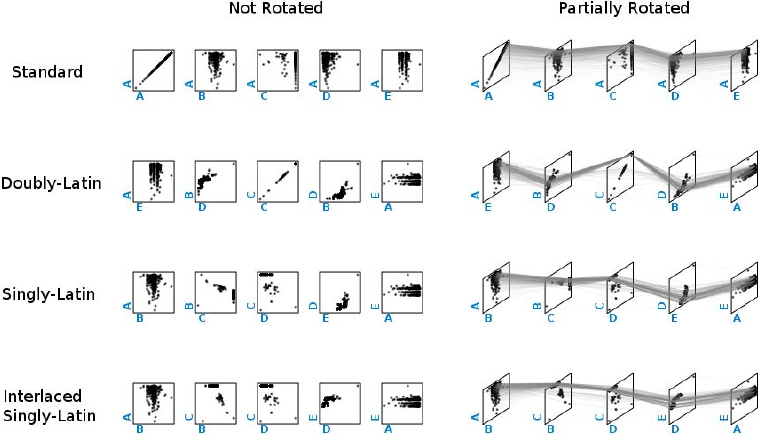 Not Rotated Partially Rotated
Standard
A A A A A A A A A A
A B C D E A B C D E
Doubly-Latin
A B C D E A B C D E
E D C B A E D C B A
Singly-Latin
A B C D E A B C D E
B C D E A B C D E A
Interlaced
Singly-Latin
A C C E E A C C E E
B B D D A B B D D A